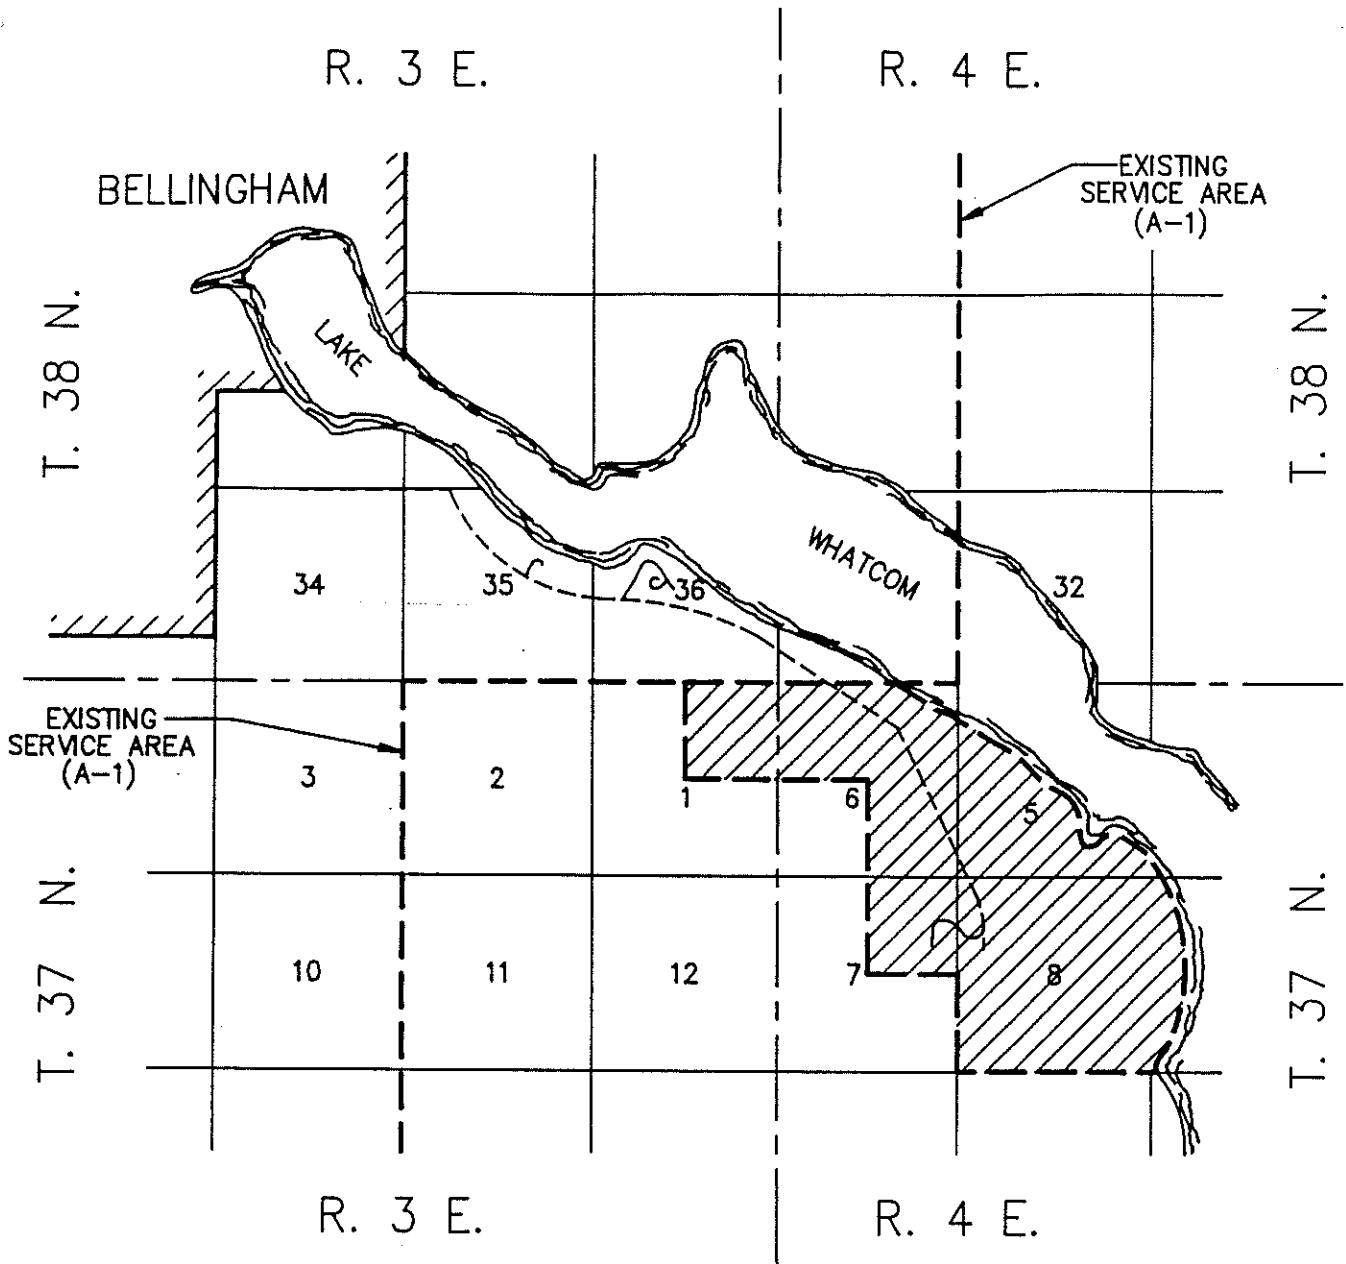 R. 3 E.
R. 4 E.
BELLINGHAM
EXISTING
SERVICE AREA
(A-1)
T. 38 N.
T. 38 N.
LAKE
WHATCOM
34
35
36
32
EXISTING
SERVICE AREA
(A-1)
3
2
1
6
5
T. 37 N.
T. 37 N.
10
11
12
7
8
R. 3 E.
R. 4 E.